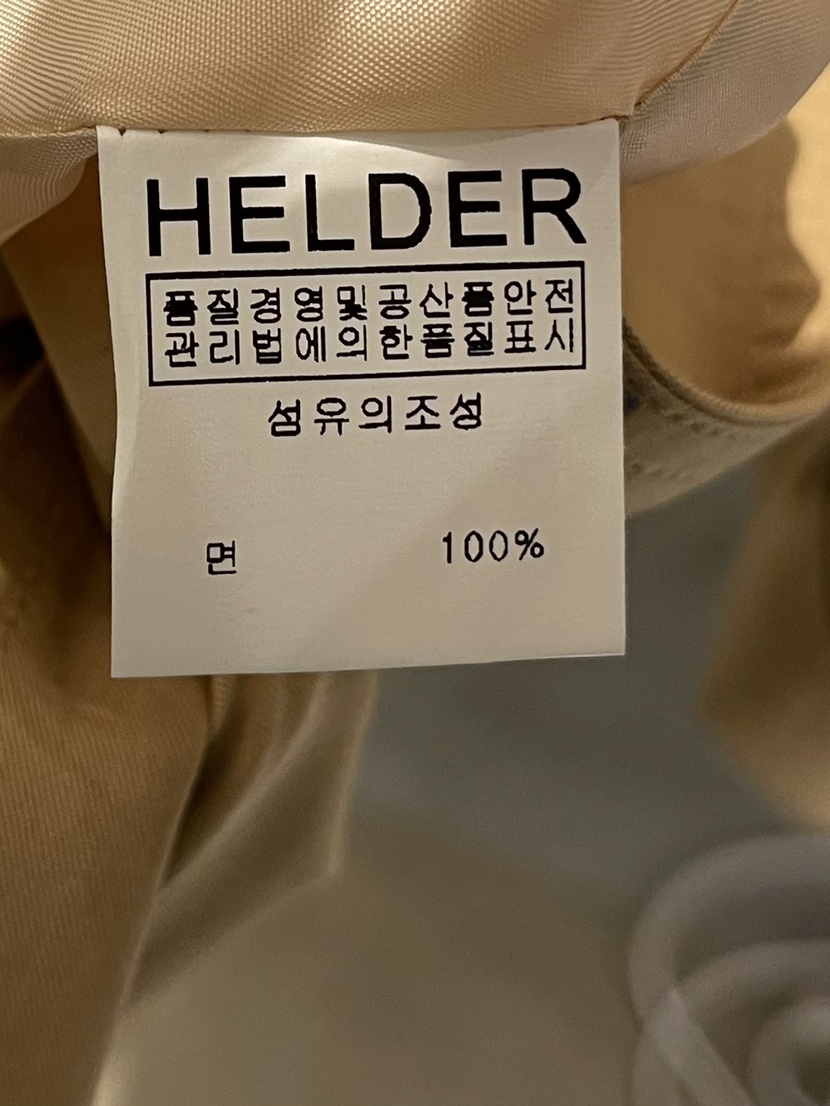 HELDER
품질경영및공산품안전
관리법에의한품질표시
섬유의조성
면 100%